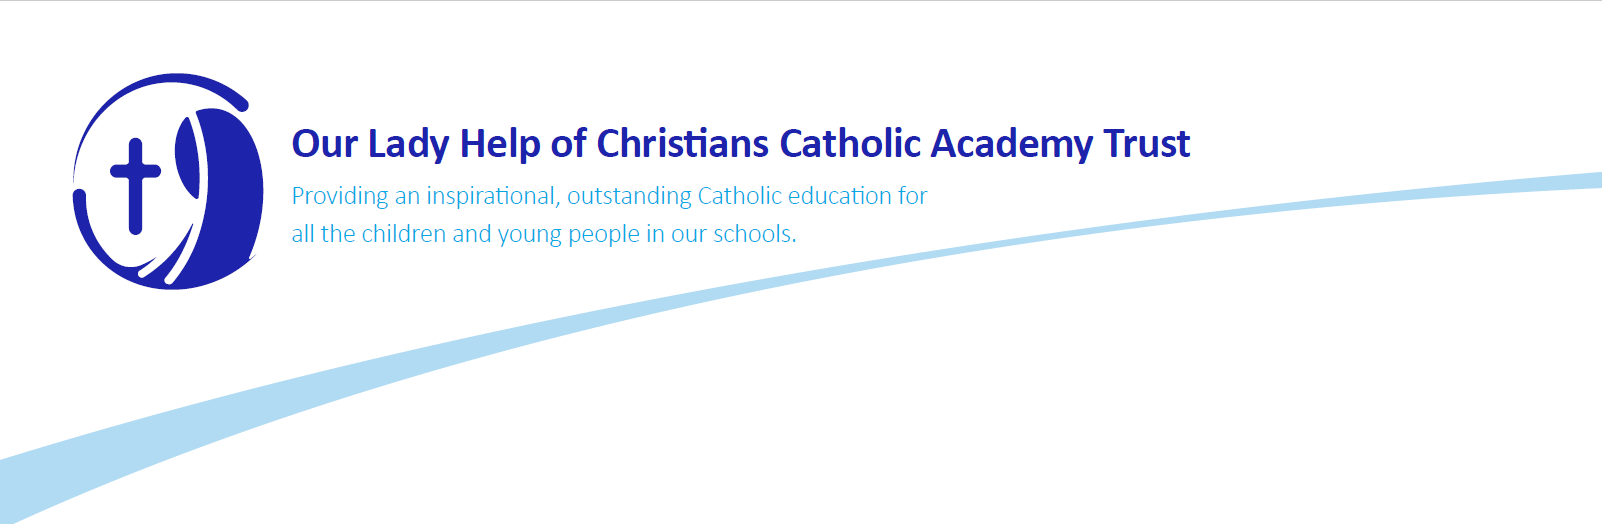 Our Lady Help of Christians Catholic Academy Trust
Providing an inspirational, outstanding Catholic education for
all the children and young people in our schools.